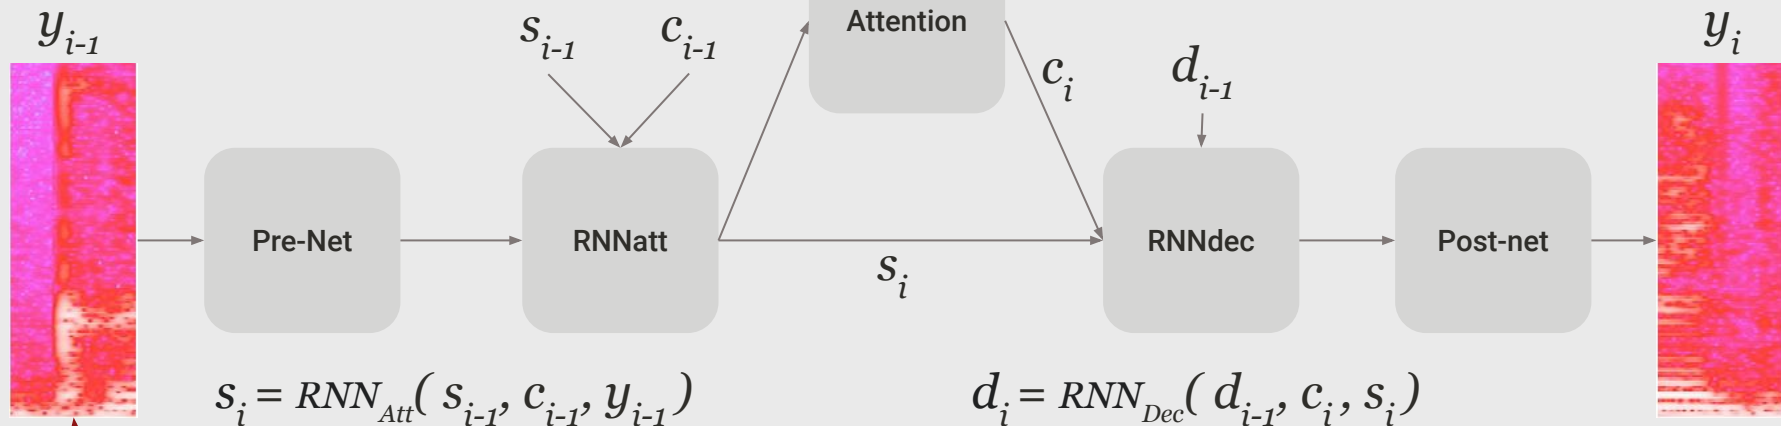 y_{i-1}
s_{i-1}
c_{i-1}
Attention
c_i
d_{i-1}
y_i
Pre-Net
RNNatt
RNNdec
Post-net
s_i
s_i = RNN_{Att}( s_{i-1}, c_{i-1}, y_{i-1} )
d_i = RNN_{Dec}( d_{i-1}, c_i, s_i )